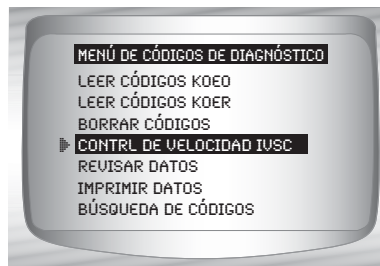 MENÚ DE CÓDIGOS DE DIAGNÓSTICO
LEER CÓDIGOS KOEO
LEER CÓDIGOS KOER
BORRAR CÓDIGOS
CONTRL DE VELOCIDAD IVSC
REVISAR DATOS
IMPRIMIR DATOS
BÚSQUEDA DE CÓDIGOS